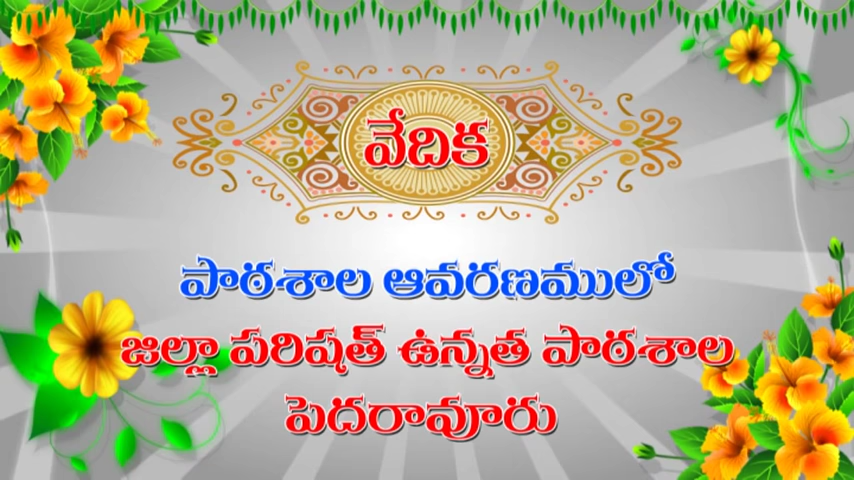 వేదిక
పాఠశాల ఆవరణములో
జిల్లా పరిషత్ ఉన్నత పాఠశాల
పెదరావూరు